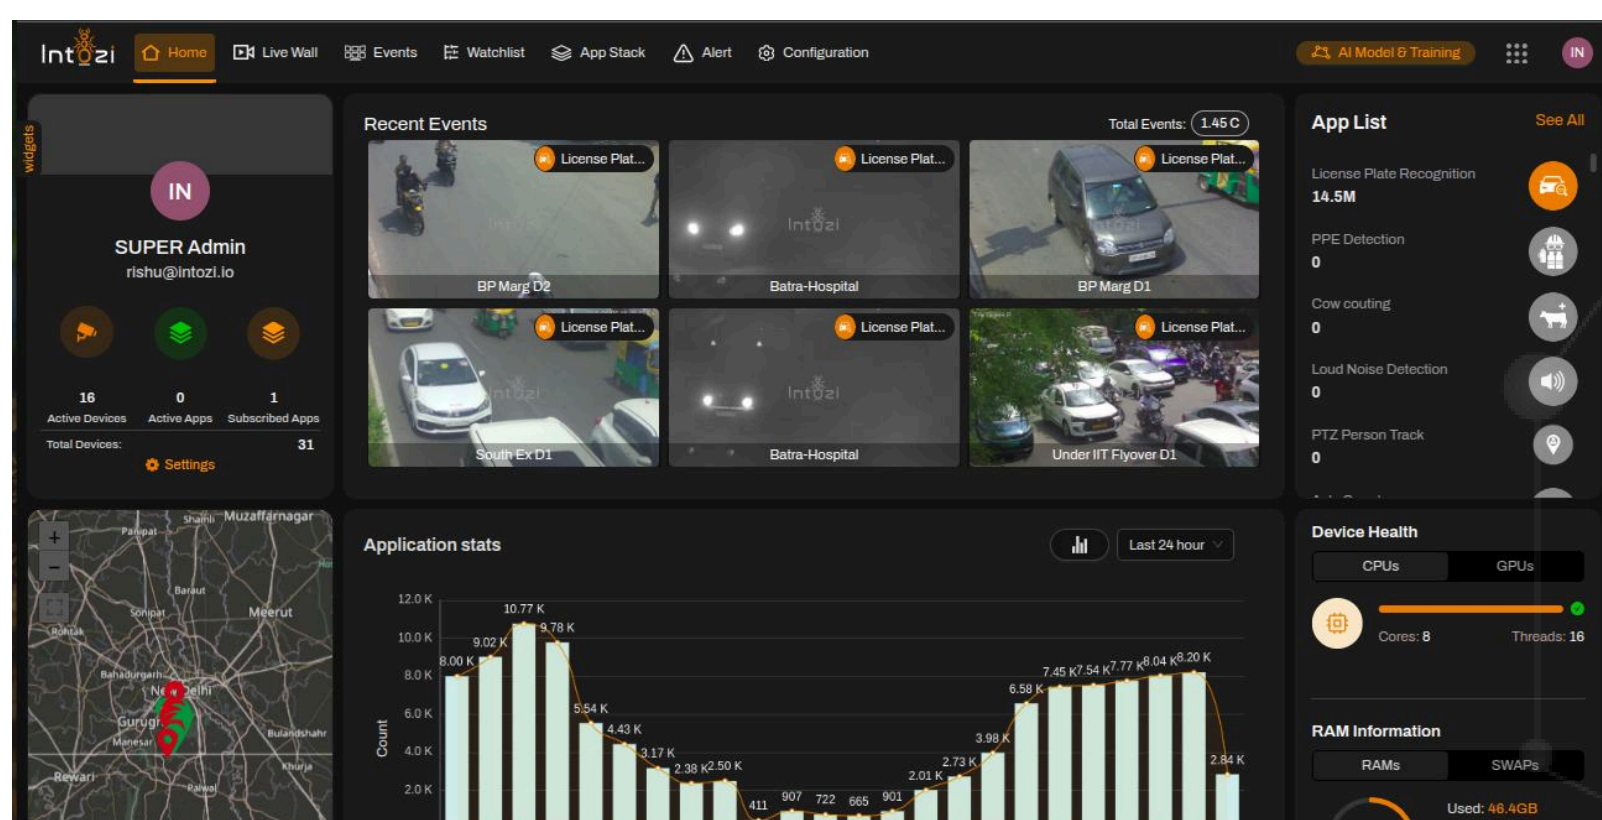 Intozi
Home
Live Wall
Events
Watchlist
App Stack
Alert
Configuration
AI Model & Training
IN
widgets
IN
SUPER Admin
rishu@intozi.io
16
Active Devices
0
Active Apps
1
Subscribed Apps
Total Devices: 31
Settings
Recent Events
Total Events: 1.45 C
License Plat...
BP Marg D2
License Plat...
Intozi
Batra-Hospital
License Plat...
Intozi
BP Marg D1
License Plat...
Intozi
South Ex D1
License Plat...
Intozi
Batra-Hospital
License Plat...
Under IIT Flyover D1
App List
See All
License Plate Recognition
14.5M
PPE Detection
0
Cow couting
0
Loud Noise Detection
0
PTZ Person Track
0
+
−
Shamli
Muzaffarnagar
Panipat
Baraut
Sonipat
Meerut
Rohtak
Bahadurgarh
New Delhi
Gurugr
Manesar
Bulandshahr
Khurja
Rewari
Palwal
Application stats
Last 24 hour
Count
12.0 K
10.0 K
8.0 K
6.0 K
4.0 K
2.0 K
8.00 K
9.02 K
10.77 K
9.78 K
5.54 K
4.43 K
3.17 K
2.38 K
2.50 K
411
907
722
665
901
2.01 K
2.73 K
3.98 K
6.58 K
7.45 K
7.54 K
7.77 K
8.04 K
8.20 K
2.84 K
Device Health
CPUs
GPUs
Cores: 8
Threads: 16
RAM Information
RAMs
SWAPs
Used: 46.4GB